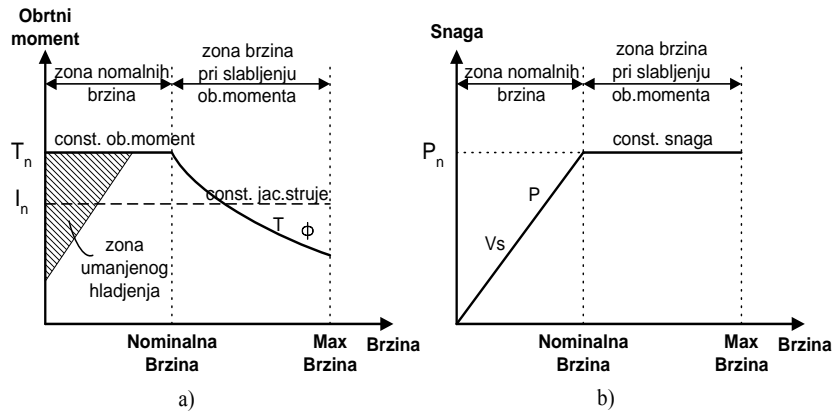 Obrtni
moment
zona nomalnih
brzina
zona brzina
pri slabljenju
ob.momenta
const. ob.moment
T n
I n
const. jac.struje
T ϕ
zona
umanjenog
hladjenja
Nominalna
Brzina
Max
Brzina
Brzina
a)
Snaga
zona nomalnih
brzina
zona brzina
pri slabljenju
ob.momenta
const. snaga
P n
P
Vs
Nominalna
Brzina
Max
Brzina
Brzina
b)